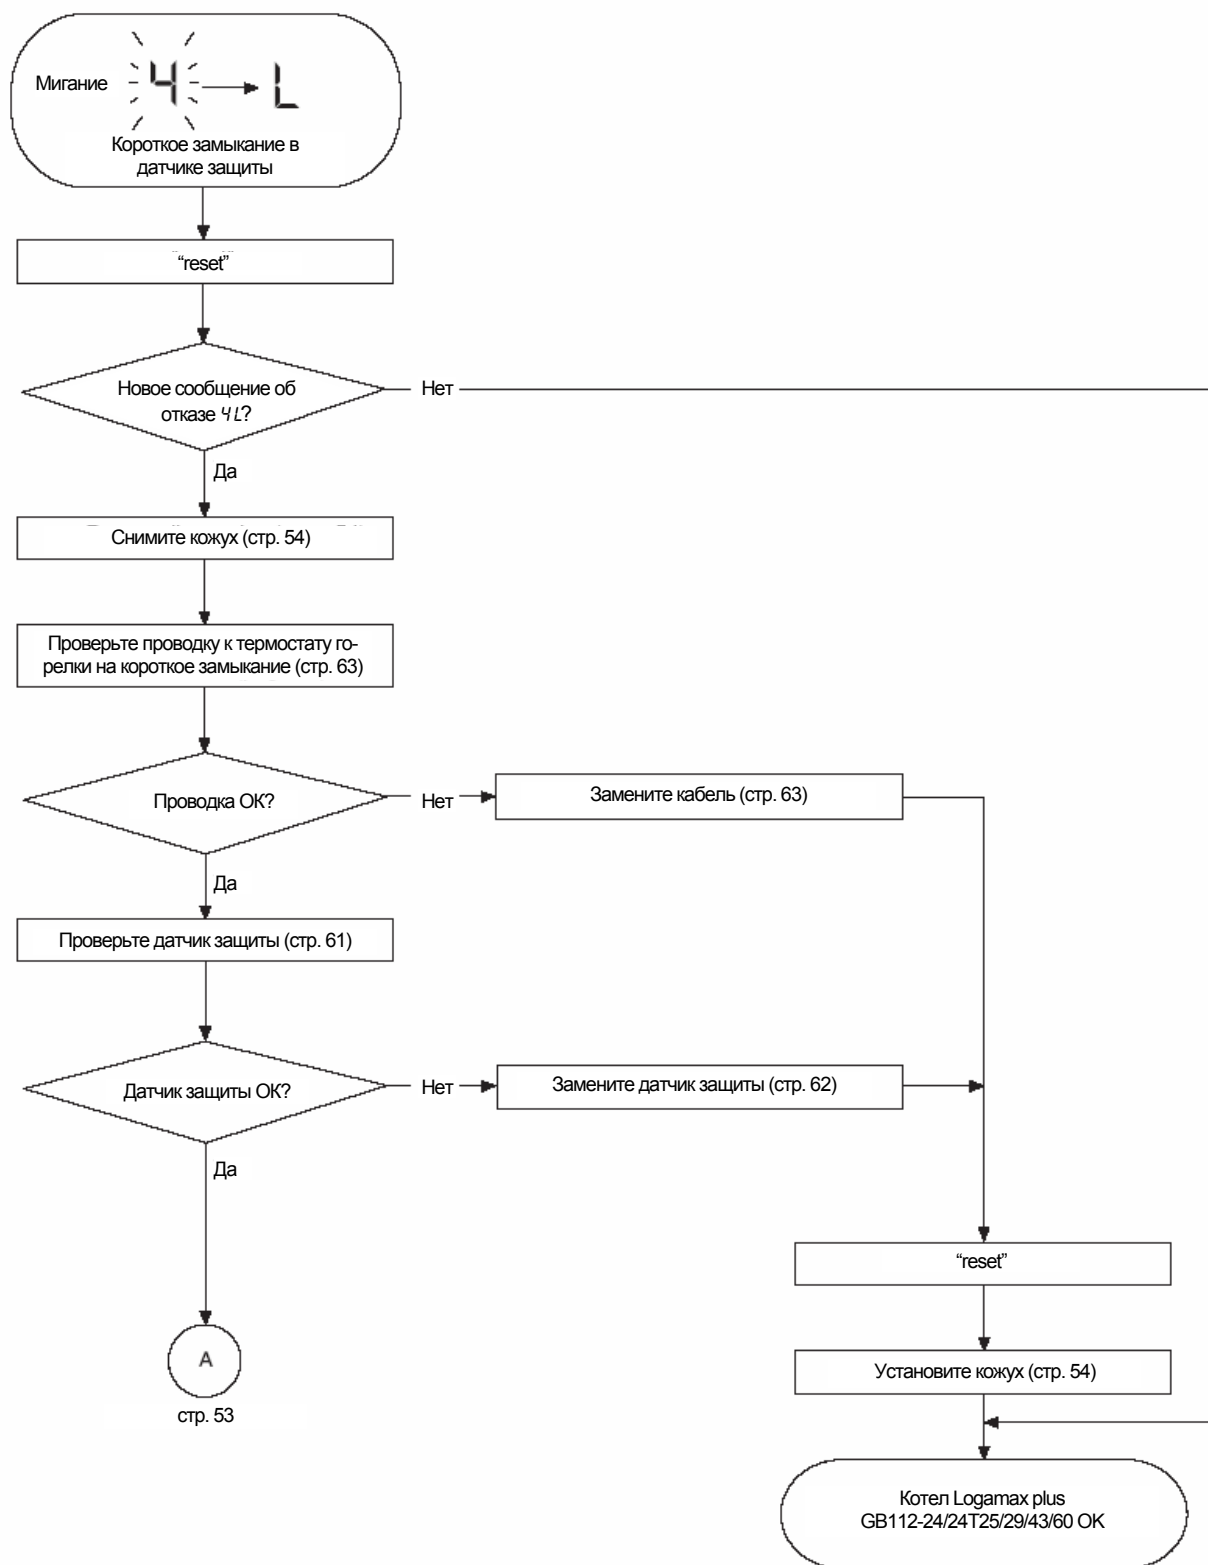 Мигание 4 L
Короткое замыкание в
датчике защиты
“reset”
Новое сообщение об
отказе 4L?
Нет
Да
Снимите кожух (стр. 54)
Проверьте проводку к термостату го-
релки на короткое замыкание (стр. 63)
Проводка ОК?
Нет
Замените кабель (стр. 63)
Да
Проверьте датчик защиты (стр. 61)
Датчик защиты ОК?
Нет
Замените датчик защиты (стр. 62)
Да
“reset”
A
стр. 53
Установите кожух (стр. 54)
Котел Logamax plus
GB112-24/24T25/29/43/60 OK